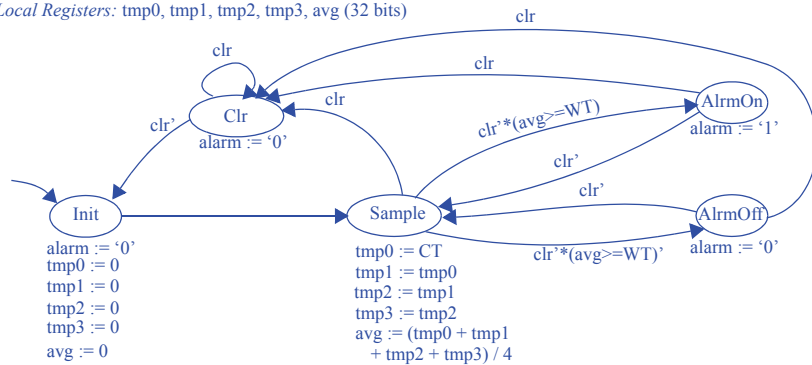 Local Registers: tmp0, tmp1, tmp2, tmp3, avg (32 bits)
clr
clr
clr
clr
Clr
alarm := ‘0’
clr’
clr’*(avg>=WT)
AlrmOn
alarm := ‘1’
clr’
clr’
Init
Sample
AlrmOff
alarm := ‘0’
clr’*(avg>=WT)’
alarm := ‘0’
tmp0 := 0
tmp1 := 0
tmp2 := 0
tmp3 := 0
avg := 0
tmp0 := CT
tmp1 := tmp0
tmp2 := tmp1
tmp3 := tmp2
avg := (tmp0 + tmp1
+ tmp2 + tmp3) / 4